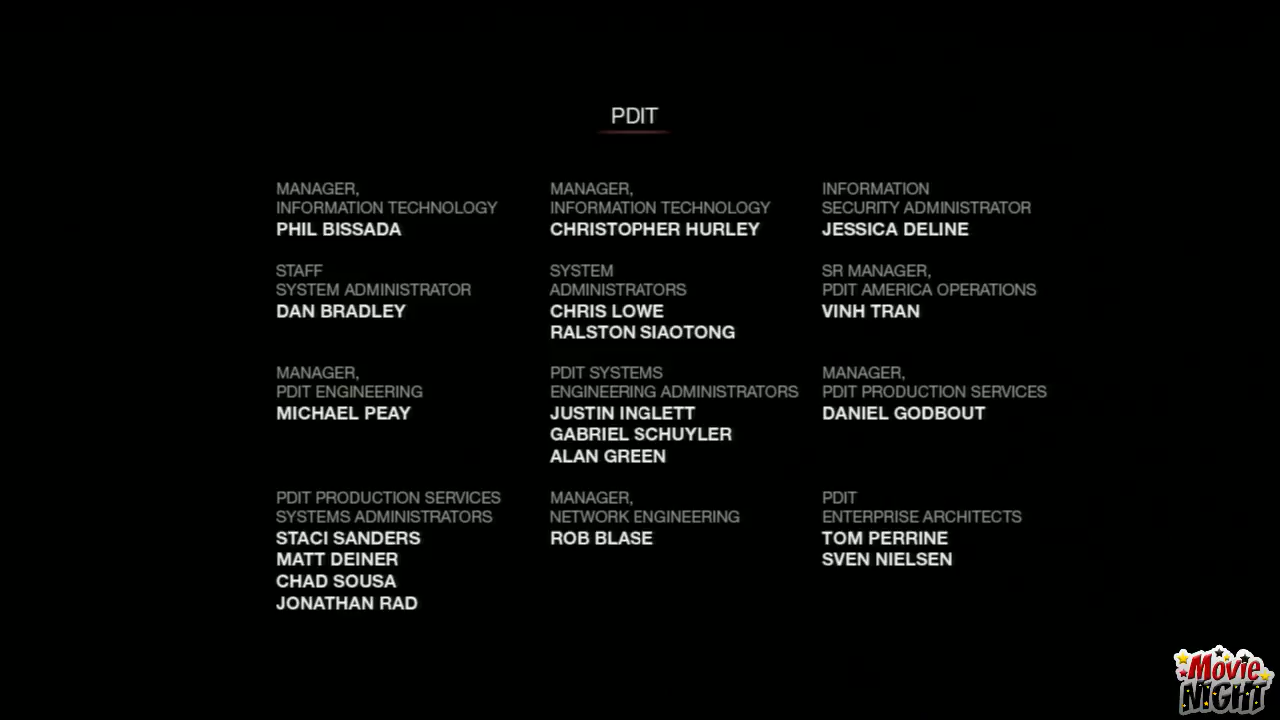 PDIT
MANAGER,
INFORMATION TECHNOLOGY
PHIL BISSADA
MANAGER,
INFORMATION TECHNOLOGY
CHRISTOPHER HURLEY
INFORMATION
SECURITY ADMINISTRATOR
JESSICA DELINE
STAFF
SYSTEM ADMINISTRATOR
DAN BRADLEY
SYSTEM
ADMINISTRATORS
CHRIS LOWE
RALSTON SIAOTONG
SR MANAGER,
PDIT AMERICA OPERATIONS
VINH TRAN
MANAGER,
PDIT ENGINEERING
MICHAEL PEAY
PDIT SYSTEMS
ENGINEERING ADMINISTRATORS
JUSTIN INGLETT
GABRIEL SCHUYLER
ALAN GREEN
MANAGER,
PDIT PRODUCTION SERVICES
DANIEL GODBOUT
PDIT PRODUCTION SERVICES
SYSTEMS ADMINISTRATORS
STACI SANDERS
MATT DEINER
CHAD SOUSA
JONATHAN RAD
MANAGER,
NETWORK ENGINEERING
ROB BLASE
PDIT
ENTERPRISE ARCHITECTS
TOM PERRINE
SVEN NIELSEN
Movie
NIGHT